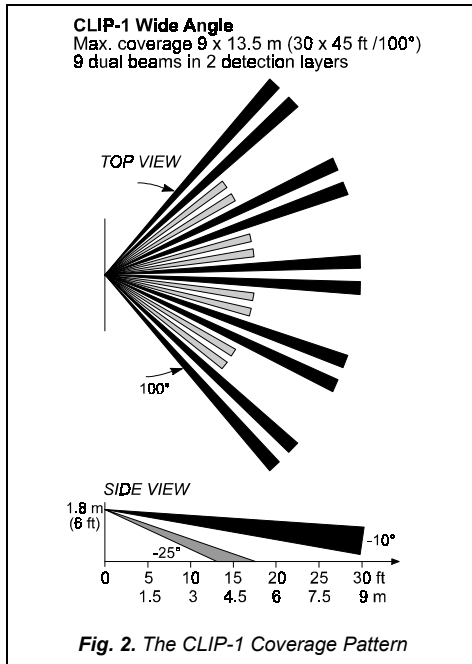 CLIP-1 Wide Angle
Max. coverage 9 x 13.5 m (30 x 45 ft /100°)
9 dual beams in 2 detection layers
TOP VIEW
100°
SIDE VIEW
1.8 m
(6 ft)
-25°
-10°
0 5 10 15 20 25 30 ft
1.5 3 4.5 6 7.5 9 m
Fig. 2. The CLIP-1 Coverage Pattern